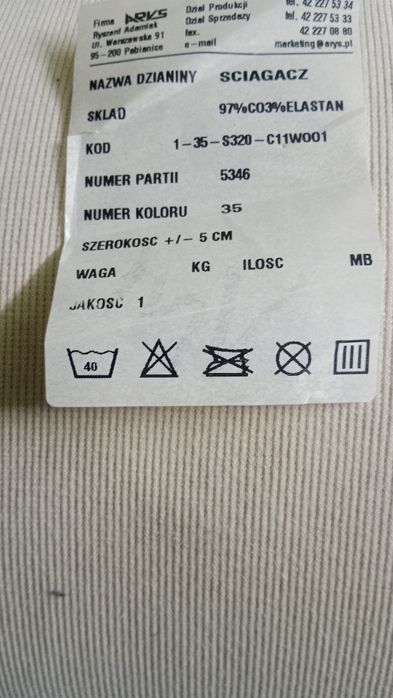 Firma ARYS Dzial Produkcji tel. 42 227 53 34
Ryszard Adamiak Dzial Sprzedazy tel. 42 227 53 33
Ul. Warszawska 91 fax. 42 227 08 80
95-200 Pabianice e-mail marketing@arys.pl
NAZWA DZIANINY SCIAGACZ
SKLAD 97%CO3%ELASTAN
KOD 1-35-S320-C11W001
NUMER PARTII 5346
NUMER KOLORU 35
SZEROKOSC +/- 5 CM
WAGA KG ILOSC MB
JAKOSC 1
40